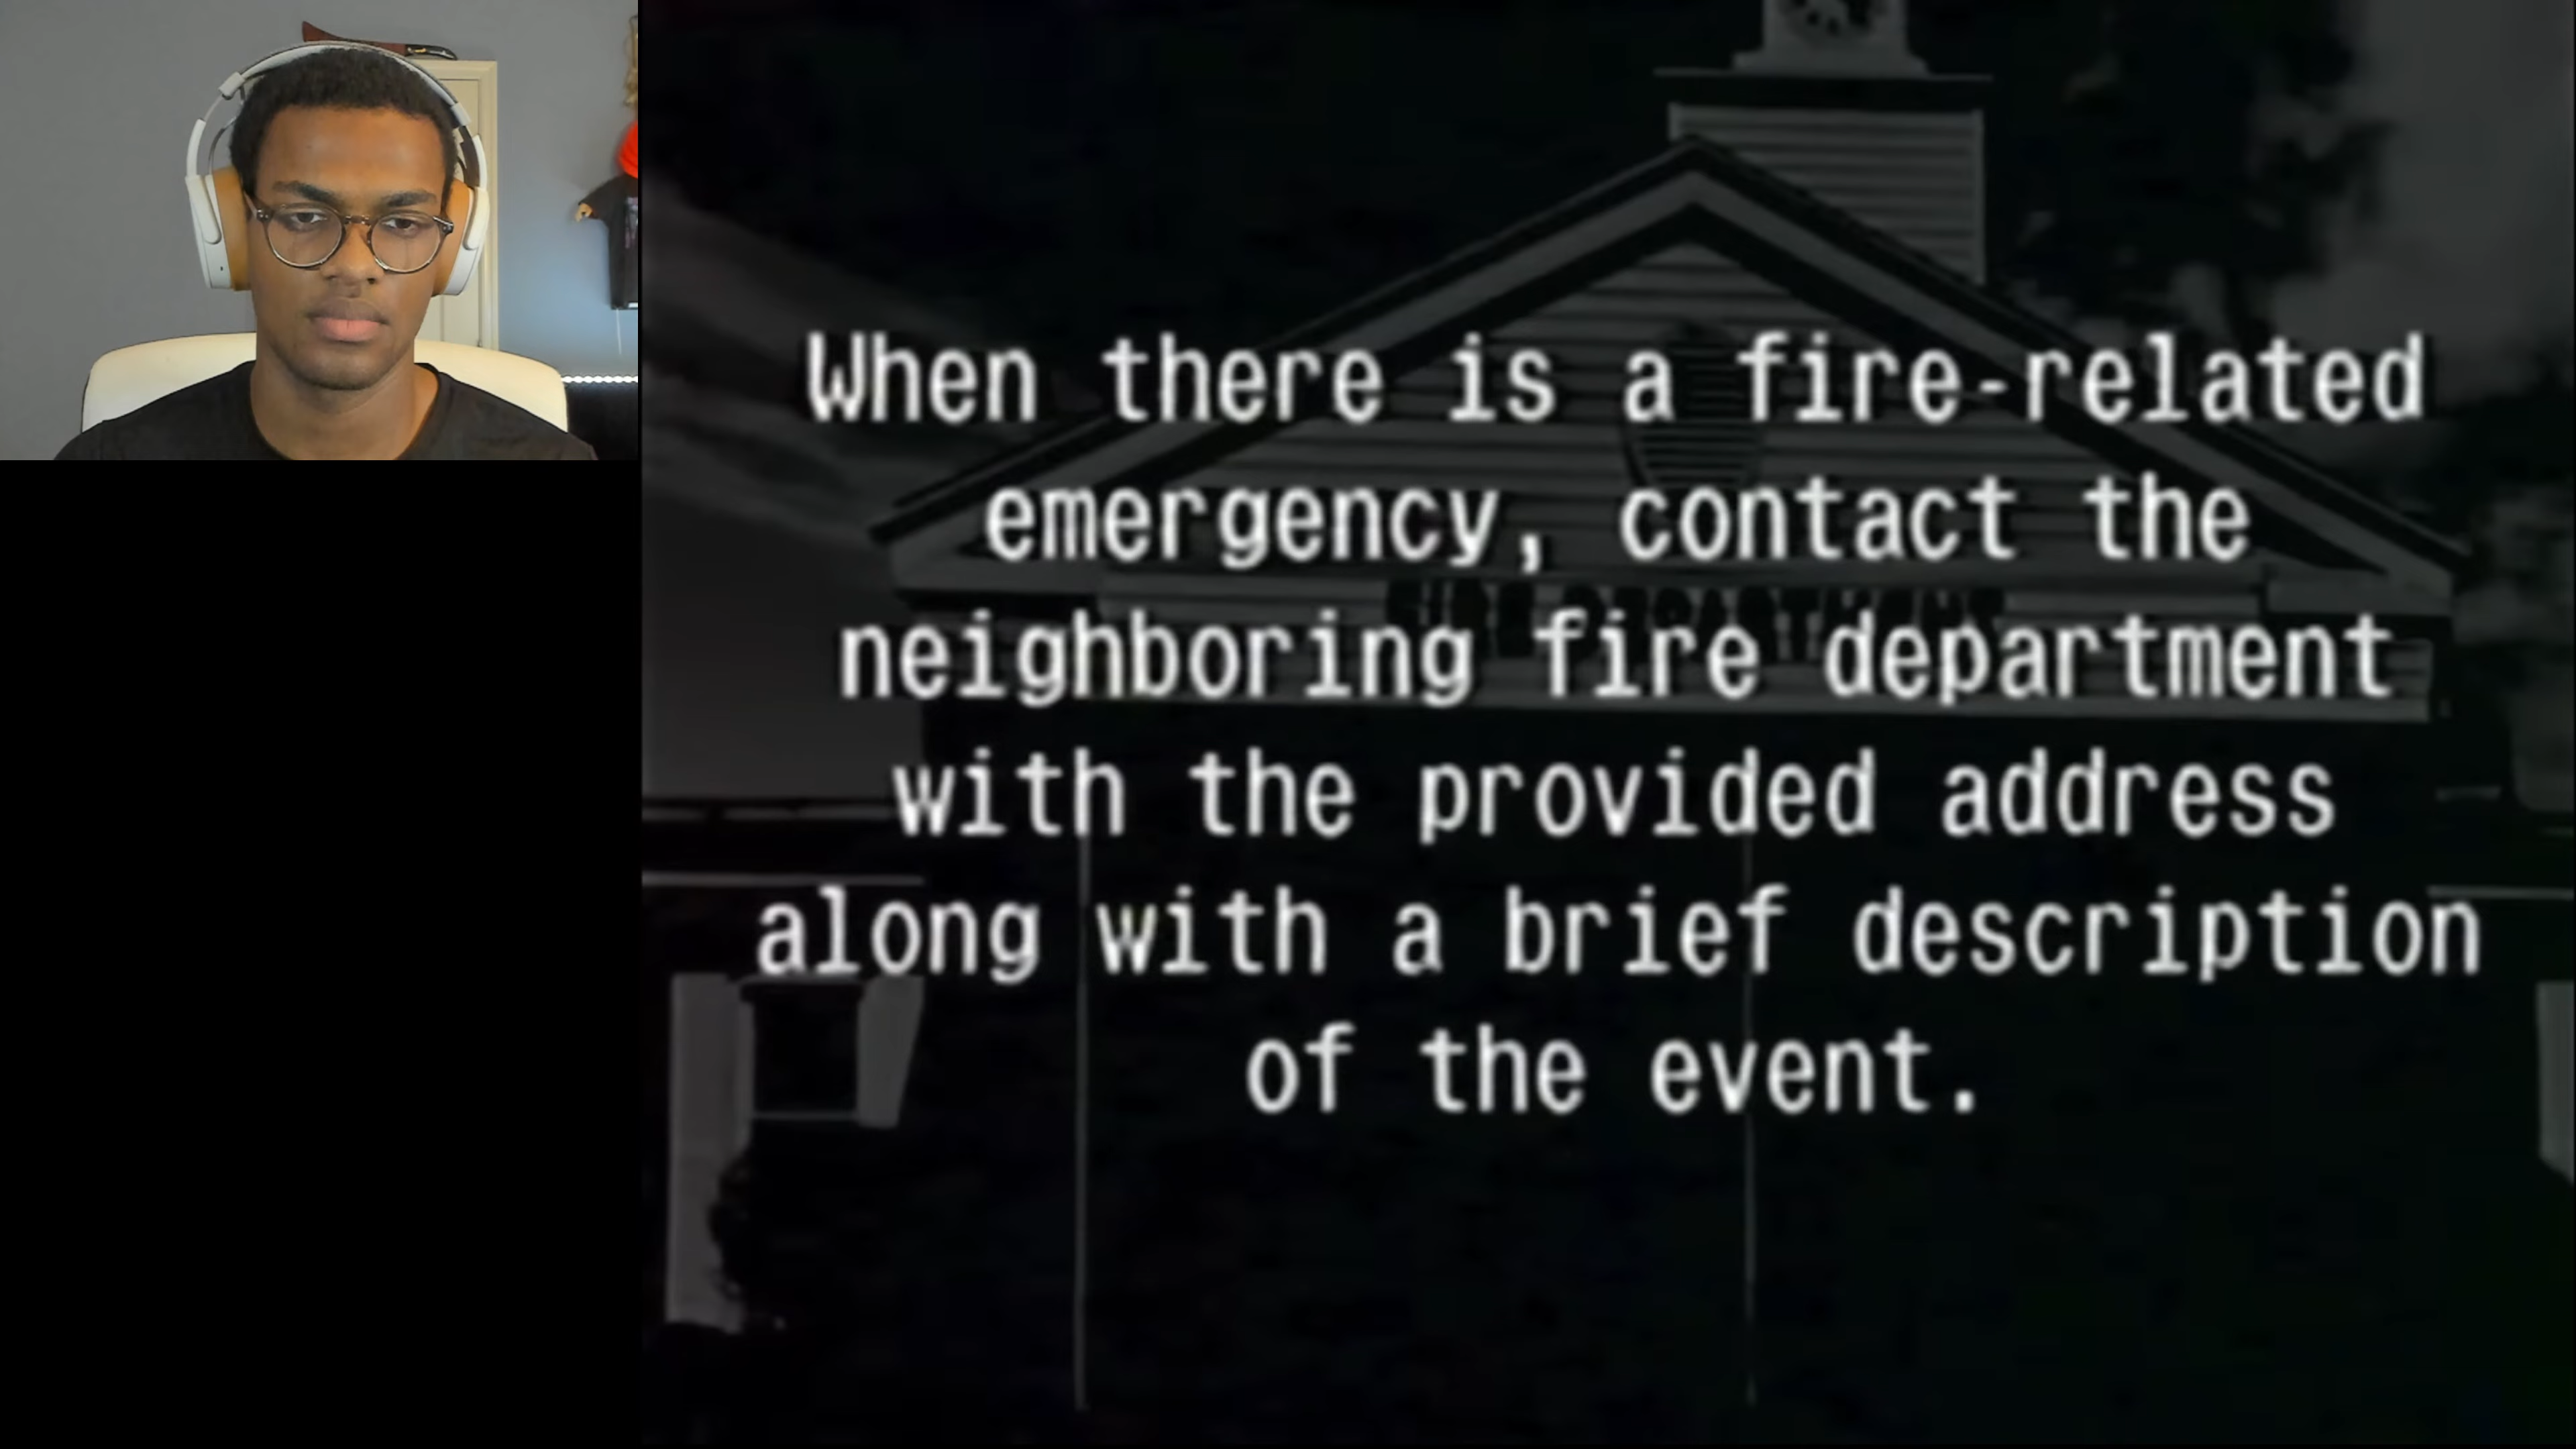 When there is a fire-related
emergency, contact the
neighboring fire department
with the provided address
along with a brief description
of the event.